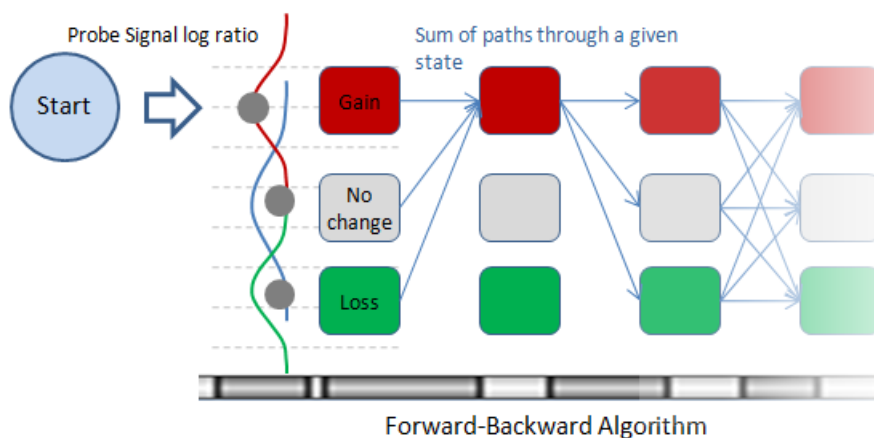 Probe Signal log ratio
Sum of paths through a given
state
Start
Gain
No
change
Loss
Forward-Backward Algorithm